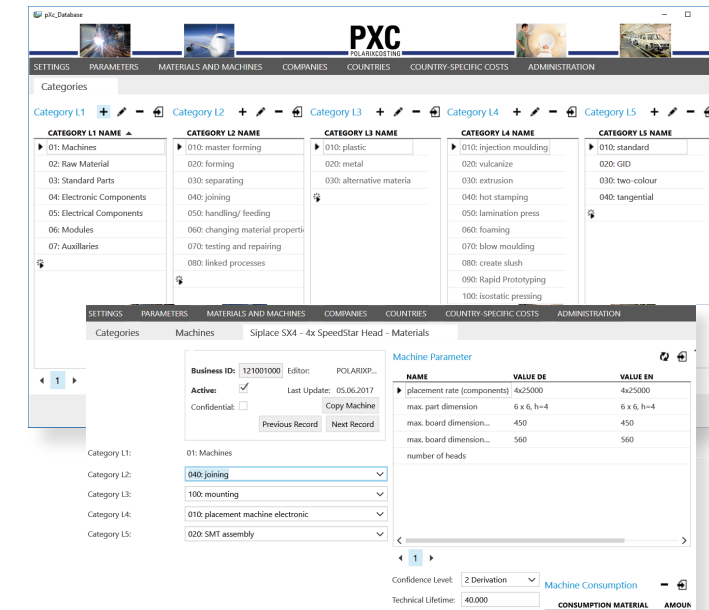 pXc_Database
PXC
POLARIXCOSTING
SETTINGS PARAMETERS MATERIALS AND MACHINES COMPANIES COUNTRIES COUNTRY-SPECIFIC COSTS ADMINISTRATION
Categories
Category L1 Category L2 Category L3 Category L4 Category L5
CATEGORY L1 NAME CATEGORY L2 NAME CATEGORY L3 NAME CATEGORY L4 NAME CATEGORY L5 NAME
01: Machines 010: master forming 010: plastic 010: injection moulding 010: standard
02: Raw Material 020: forming 020: metal 020: vulcanize 020: GID
03: Standard Parts 030: separating 030: alternative materia 030: extrusion 030: two-colour
04: Electronic Components 040: joining 040: hot stamping 040: tangential
05: Electrical Components 050: handling/ feeding 050: lamination press
06: Modules 060: changing material properti 060: foaming
07: Auxillaries 070: testing and repairing 070: blow moulding
080: linked processes 080: create slush
090: Rapid Prototyping
100: isostatic pressing
1
SETTINGS PARAMETERS MATERIALS AND MACHINES COMPANIES COUNTRIES COUNTRY-SPECIFIC COSTS ADMINISTRATION
Categories Machines Siplace SX4 - 4x SpeedStar Head - Materials
Business ID: 121001000 Editor: POLARIXP...
Active: Last Update: 05.06.2017
Confidential: Copy Machine
Previous Record Next Record
Category L1: 01: Machines
Category L2: 040: joining
Category L3: 100: mounting
Category L4: 010: placement machine electronic
Category L5: 020: SMT assembly
Machine Parameter
NAME VALUE DE VALUE EN
placement rate (components) 4x25000 4x25000
max. part dimension 6 x 6, h=4 6 x 6, h=4
max. board dimension... 450 450
max. board dimension... 560 560
number of heads
1
Confidence Level: 2 Derivation Machine Consumption
Technical Lifetime: 40.000
CONSUMPTION MATERIAL AMOUN